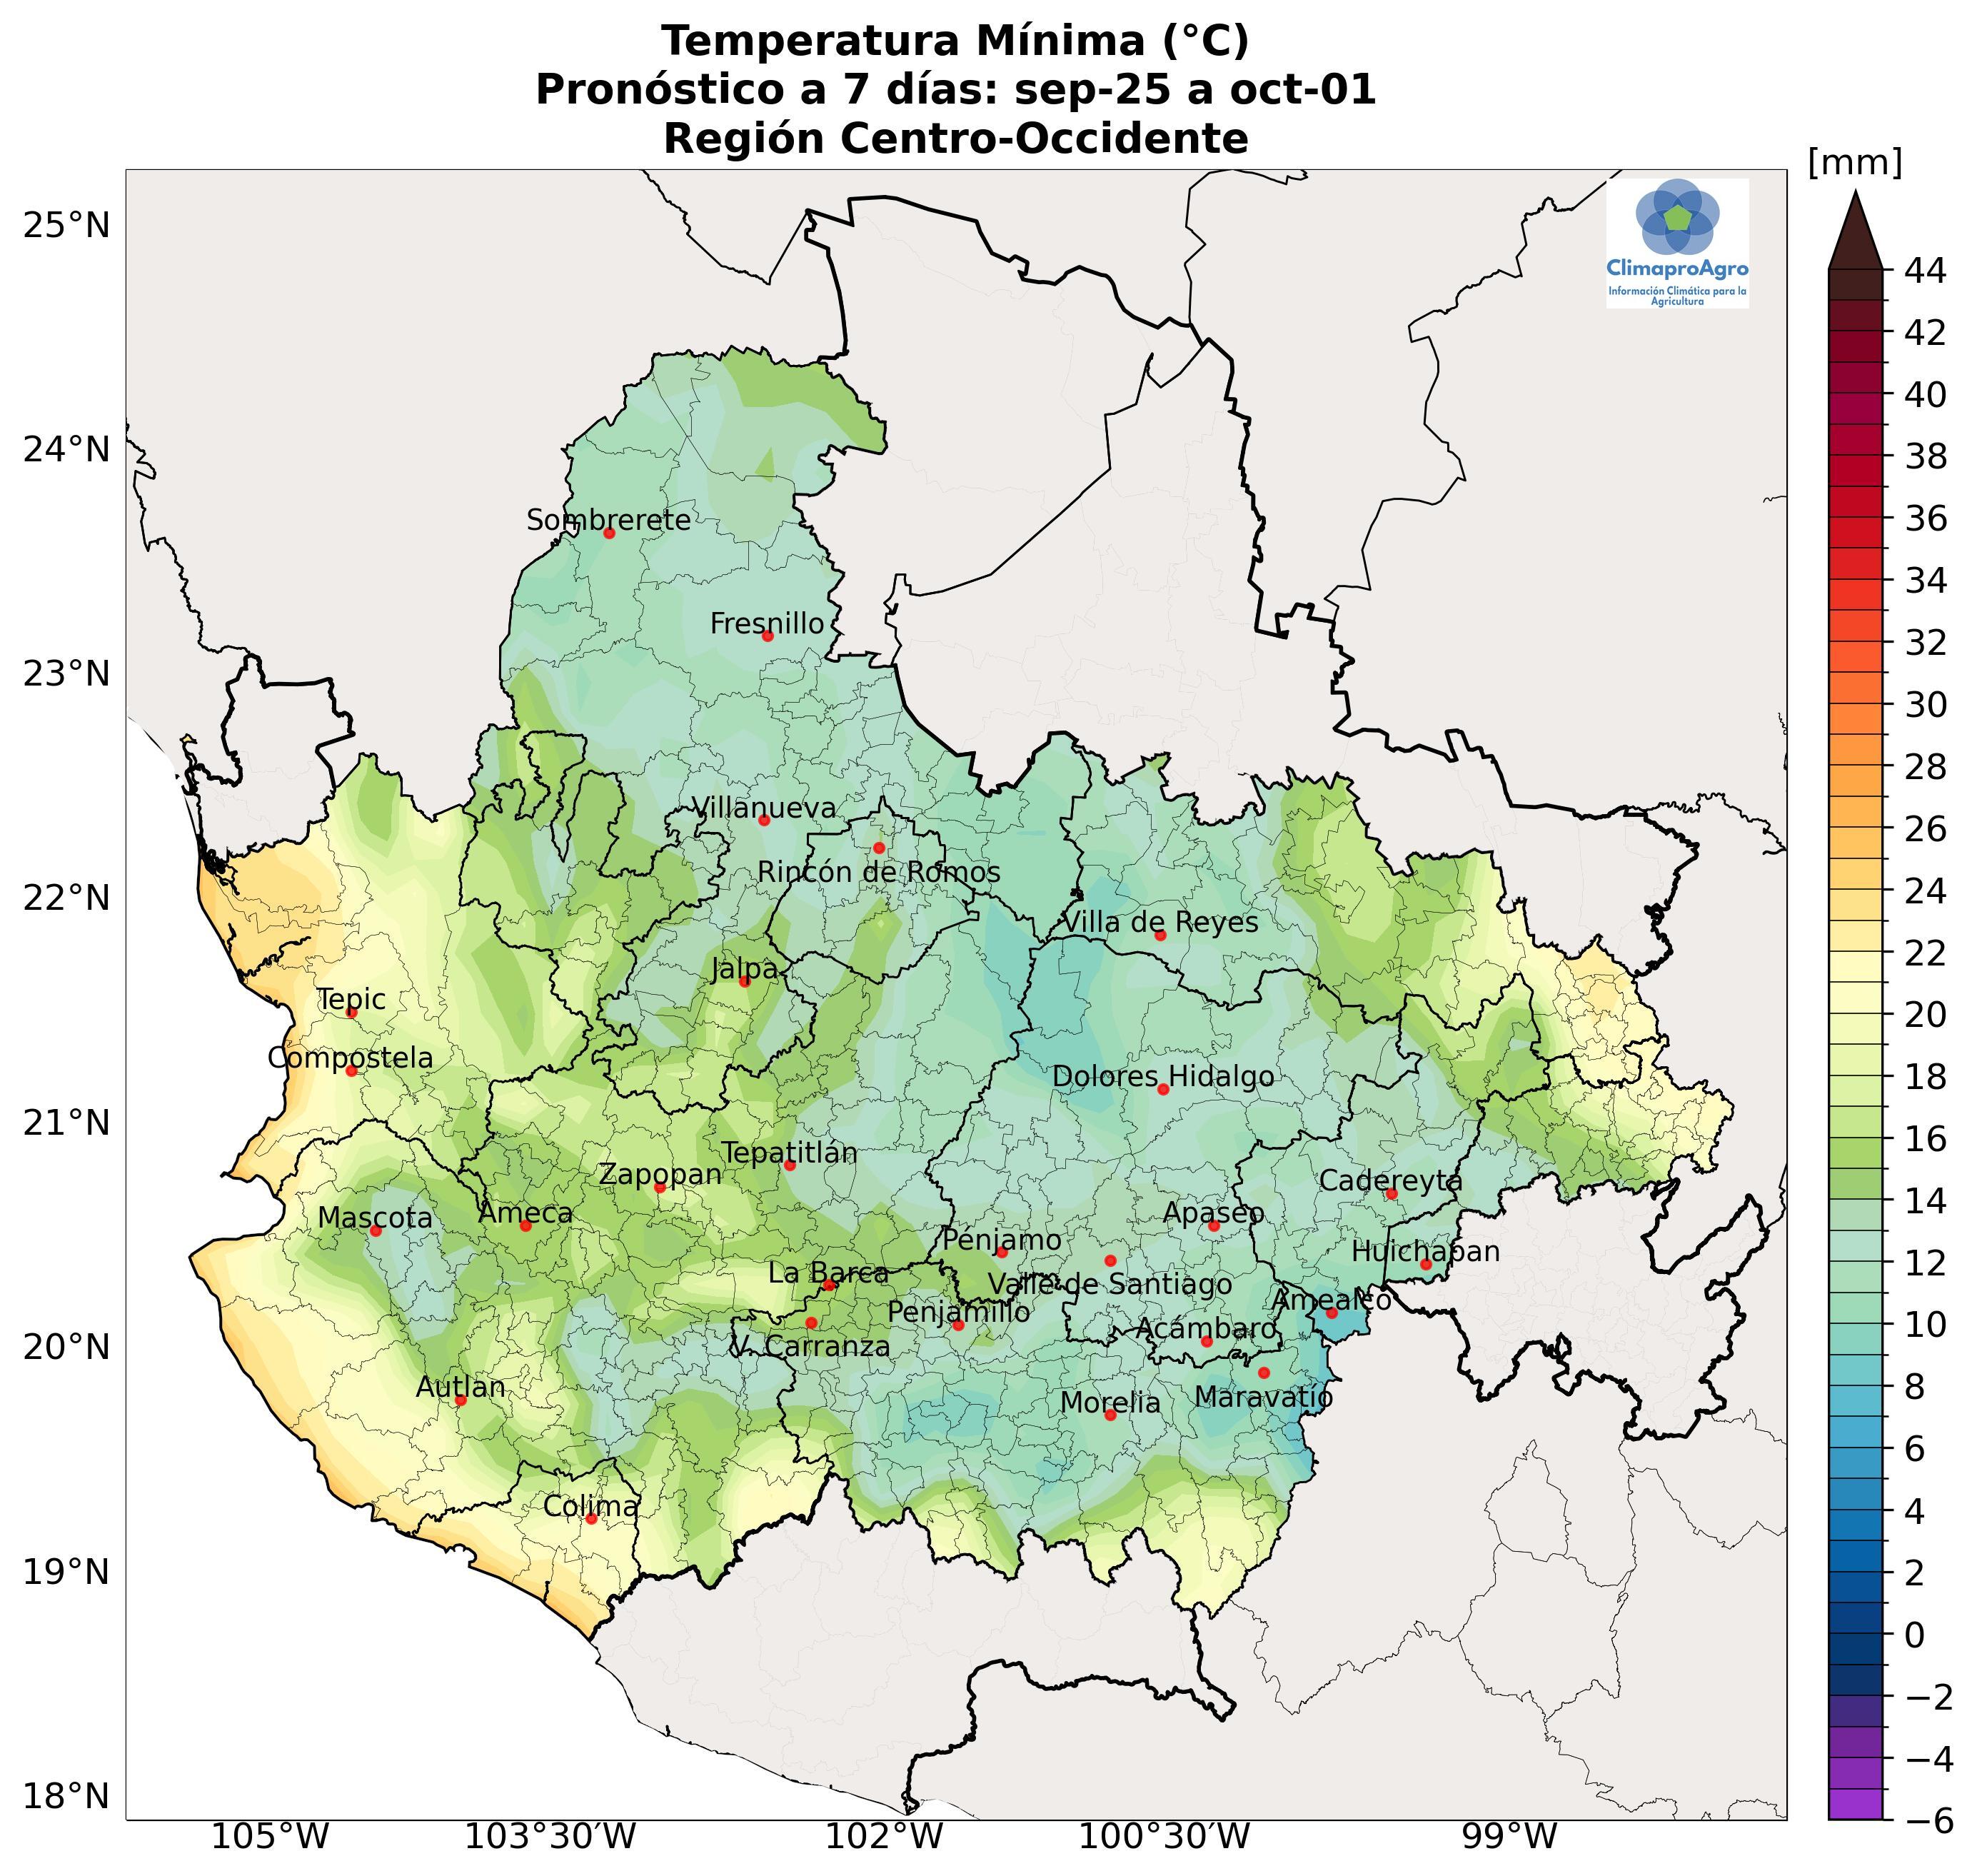 Temperatura Mínima (°C)
Pronóstico a 7 días: sep-25 a oct-01
Región Centro-Occidente
[mm]
ClimaproAgro
Información Climática para la
Agricultura
25°N
24°N
23°N
22°N
21°N
20°N
19°N
18°N
Sombrerete
Fresnillo
Villanueva
Rincón de Romos
Villa de Reyes
Jalpa
Tepic
Compostela
Dolores Hidalgo
Tepatitlán
Zapopan
Cadereyta
Mascota
Ameca
Apaseo
Pénjamo
Huichapan
La Barca
Valle de Santiago
Amealco
Penjamillo
Acámbaro
V. Carranza
Autlan
Morelia
Maravatío
Colima
105°W
103°30′W
102°W
100°30′W
99°W
44
42
40
38
36
34
32
30
28
26
24
22
20
18
16
14
12
10
8
6
4
2
0
−2
−4
−6